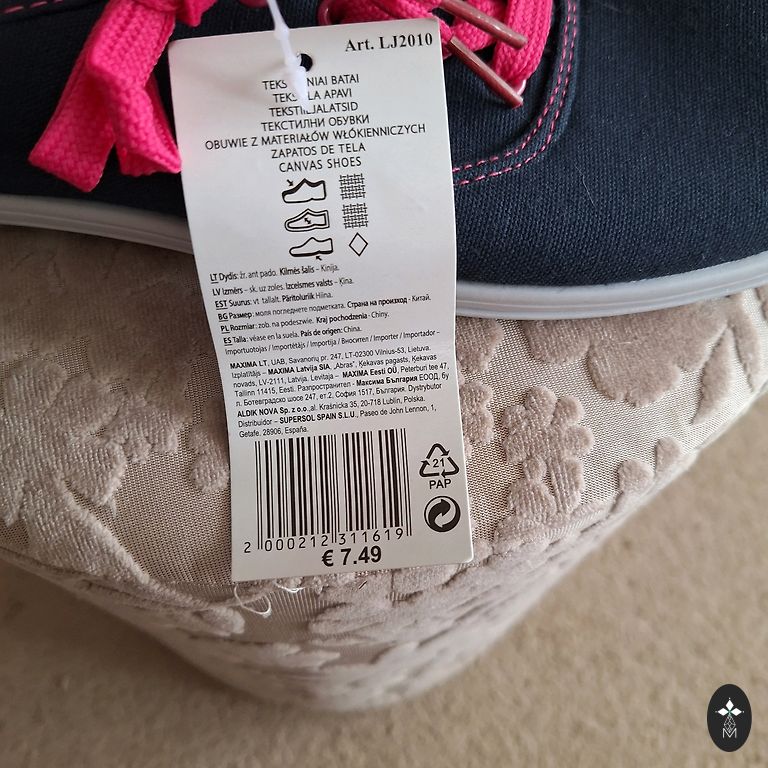 Art. LJ2010
BATAI
APAVI
ТЕКСТИЛНИ ОБУВКИ
OBUWIE Z MATERIAŁÓW WŁÓKIENNICZYCH
ZAPATOS DE TELA
CANVAS SHOES
LT Dydis: žr. ant pado. Kilmės šalis – Kinija.
LV Izmērs – sk. uz zoles. Izcelsmes valsts – Ķīna.
EST Suurus: vt tallalt. Päritoluriik Hiina.
BG Размер: моля погледнете подметката. Страна на произход - Китай.
PL Rozmiar: zob. na podeszwie. Kraj pochodzenia - Chiny.
ES Talla: véase en la suela. País de origen: China.
Importuotojas / Importētājs / Importija / Вносител / Importer / Importador –
MAXIMA LT, UAB, Savanorių pr. 247, LT-02300 Vilnius-53, Lietuva.
Izplatītājs – MAXIMA Latvija SIA, „Abras”, Ķekavas pagasts, Ķekavas
novads, LV-2111, Latvija. Levitaja – MAXIMA Eesti OÜ, Peterburi tee 47,
Tallinn 11415, Eesti. Разпространител - Максима България ЕООД, бу
л. Ботевградско шосе 247, ет.2, София 1517, България. Dystrybutor
ALDIK NOVA Sp. z o.o.,al. Kraśnicka 35, 20-718 Lublin, Polska.
Distribuidor – SUPERSOL SPAIN S.L.U., Paseo de John Lennon, 1,
Getafe. 28906, España.
21
PAP
2 000212 311619
€ 7.49
M